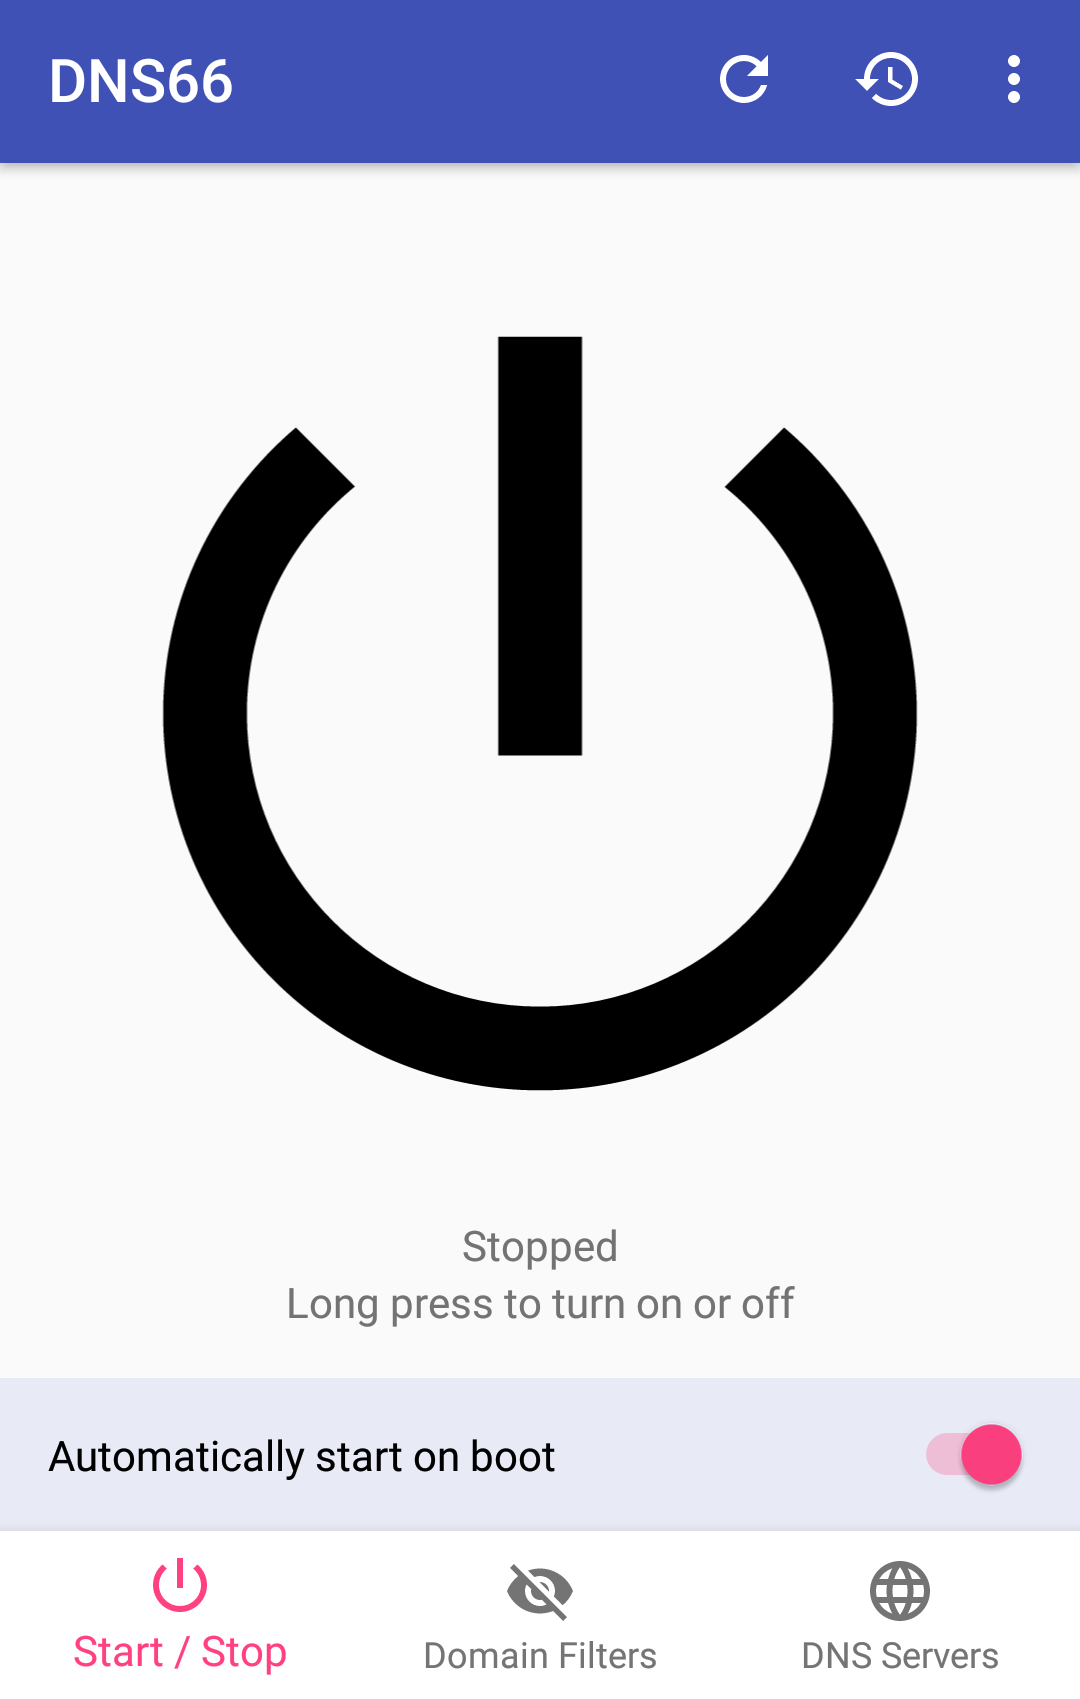 DNS66
Stopped
Long press to turn on or off
Automatically start on boot
Start / Stop
Domain Filters
DNS Servers